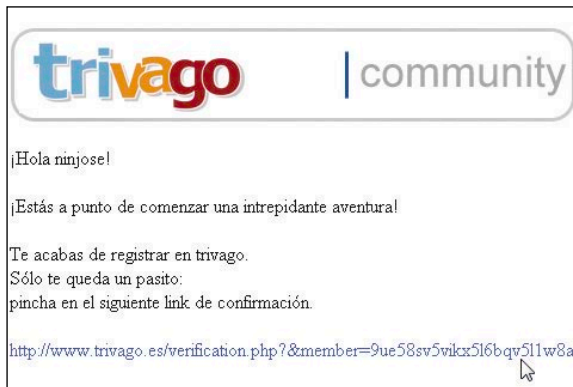 trivago | community
¡Hola ninjose!
¡Estás a punto de comenzar una intrepidante aventura!
Te acabas de registrar en trivago.
Sólo te queda un pasito:
pincha en el siguiente link de confirmación.
http://www.trivago.es/verification.php?&member=9ue58sv5vikx5l6bqv5l1w8a